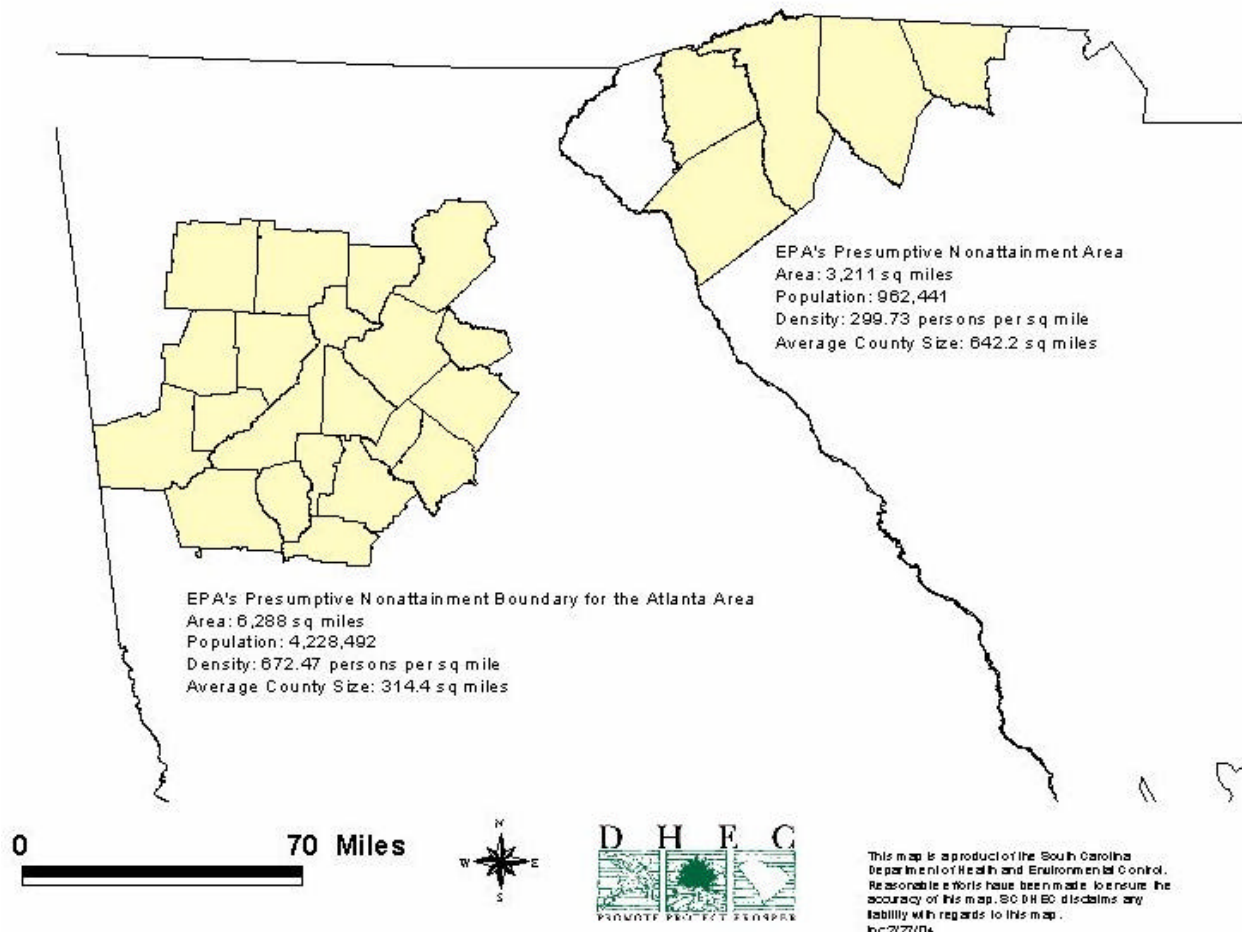 EPA's Presumptive Nonattainment Area
Area: 3,211 sq miles
Population: 962,441
Density: 299.73 persons per sq mile
Average County Size: 642.2 sq miles
EPA's Presumptive Nonattainment Boundary for the Atlanta Area
Area: 6,288 sq miles
Population: 4,228,492
Density: 672.47 persons per sq mile
Average County Size: 314.4 sq miles
0 70 Miles
N
W E
S
D H E C
PROMOTE PROTECT PROSPER
This map is a product of the South Carolina
Department of Health and Environmental Control.
Reasonable efforts have been made to ensure the
accuracy of this map. SCDHEC disclaims any
liability with regards to this map.